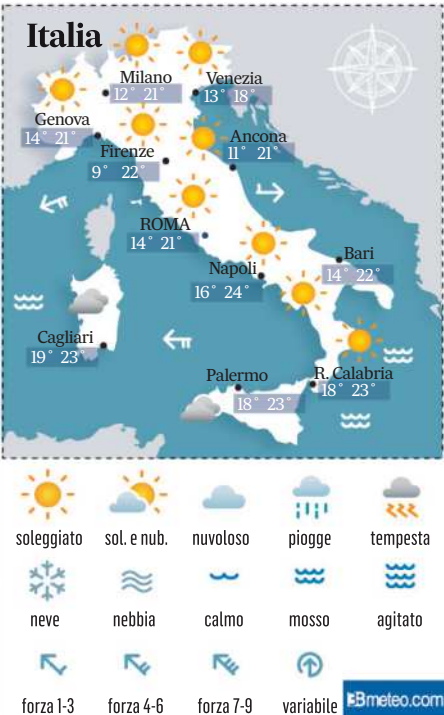 Italia
Milano
12° 21°
Venezia
13° 18°
Genova
14° 21°
Firenze
9° 22°
Ancona
11° 21°
ROMA
14° 21°
Napoli
16° 24°
Bari
14° 22°
Cagliari
19° 23°
Palermo
18° 23°
R. Calabria
18° 23°
soleggiato sol. e nub. nuvoloso piogge tempesta
neve nebbia calmo mosso agitato
forza 1-3 forza 4-6 forza 7-9 variabile
3Bmeteo.com